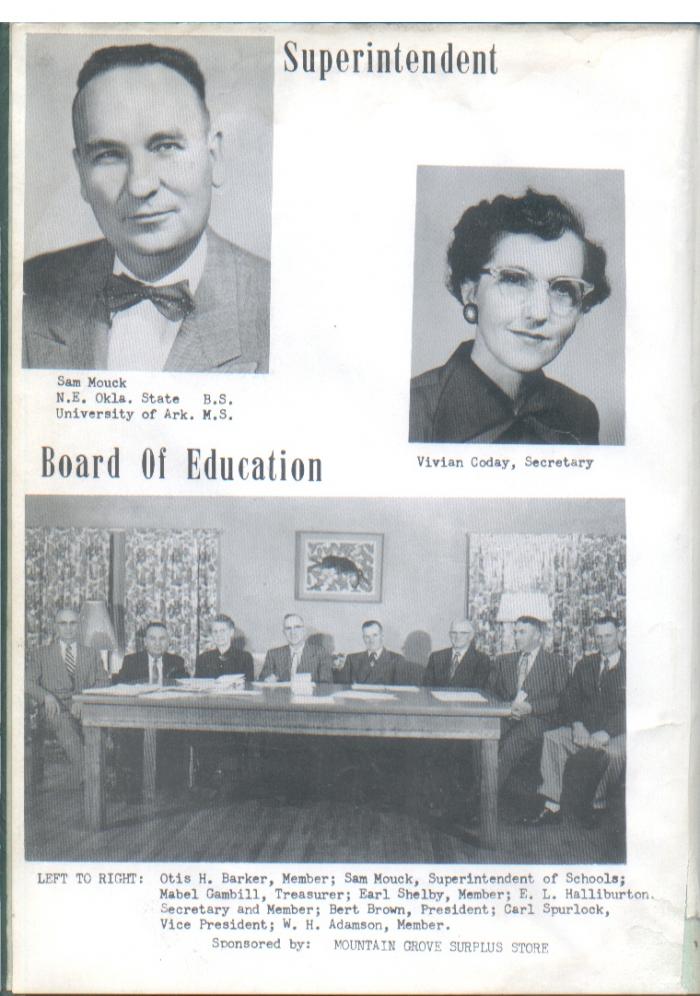 Superintendent
Sam Mouck
N.E. Okla. State B.S.
University of Ark. M.S.
Vivian Coday, Secretary
Board Of Education
LEFT TO RIGHT: Otis H. Barker, Member; Sam Mouck, Superintendent of Schools;
Mabel Gambill, Treasurer; Earl Shelby, Member; E. L. Halliburton.
Secretary and Member; Bert Brown, President; Carl Spurlock,
Vice President; W. H. Adamson, Member.
Sponsored by: MOUNTAIN GROVE SURPLUS STORE